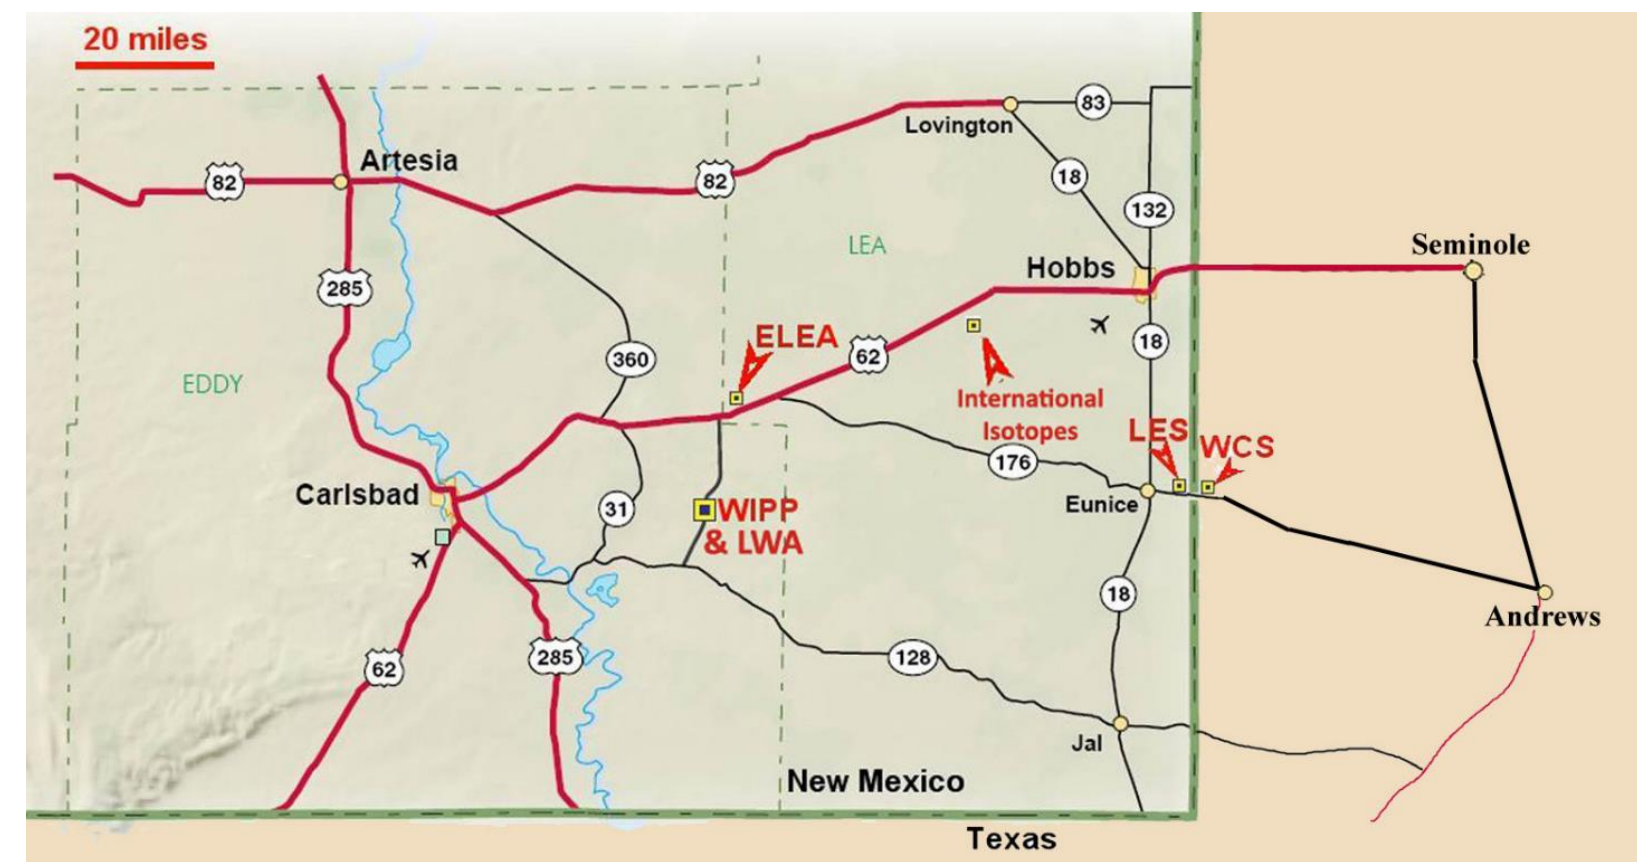 20 miles
83
Lovington
Artesia
82
82
18
132
LEA
Seminole
Hobbs
285
ELEA
18
62
360
EDDY
International
Isotopes
LES
WCS
176
Carlsbad
Eunice
31
WIPP
& LWA
18
Andrews
62
285
128
Jal
New Mexico
Texas